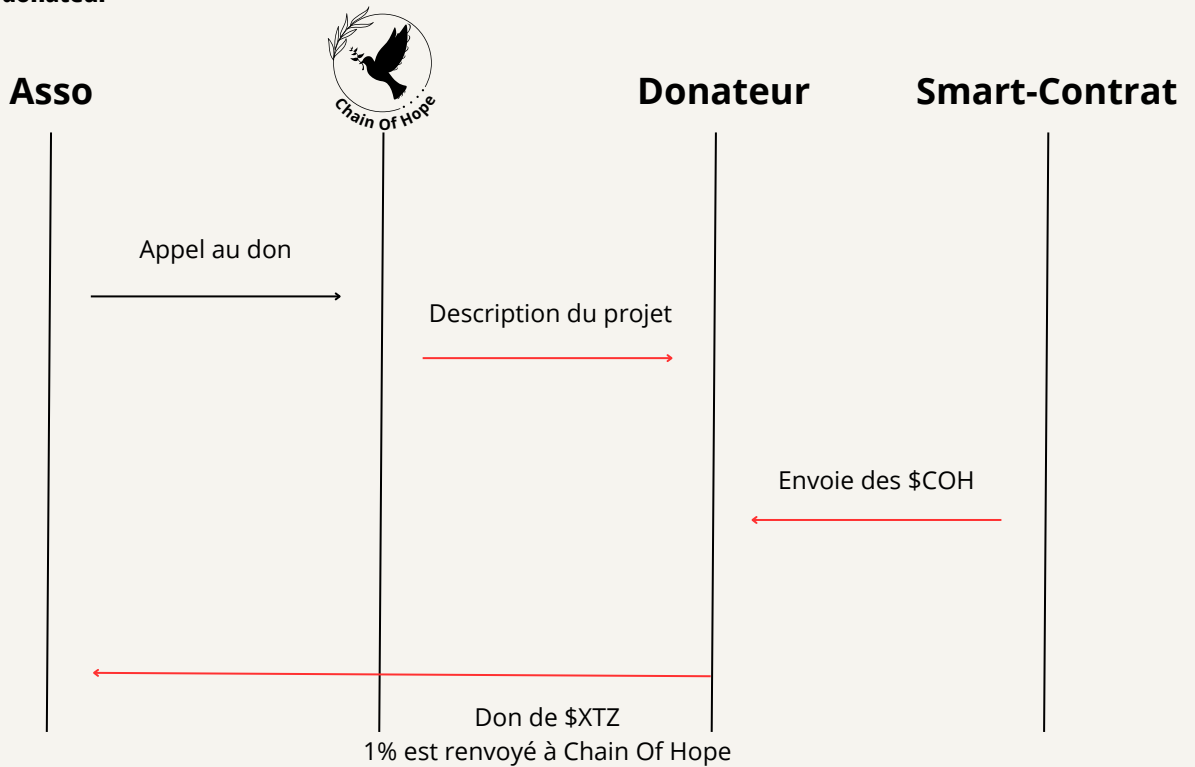 donateur
Asso
Chain Of Hope
Donateur
Smart-Contrat
Appel au don
Description du projet
Envoie des $COH
Don de $XTZ
1% est renvoyé à Chain Of Hope